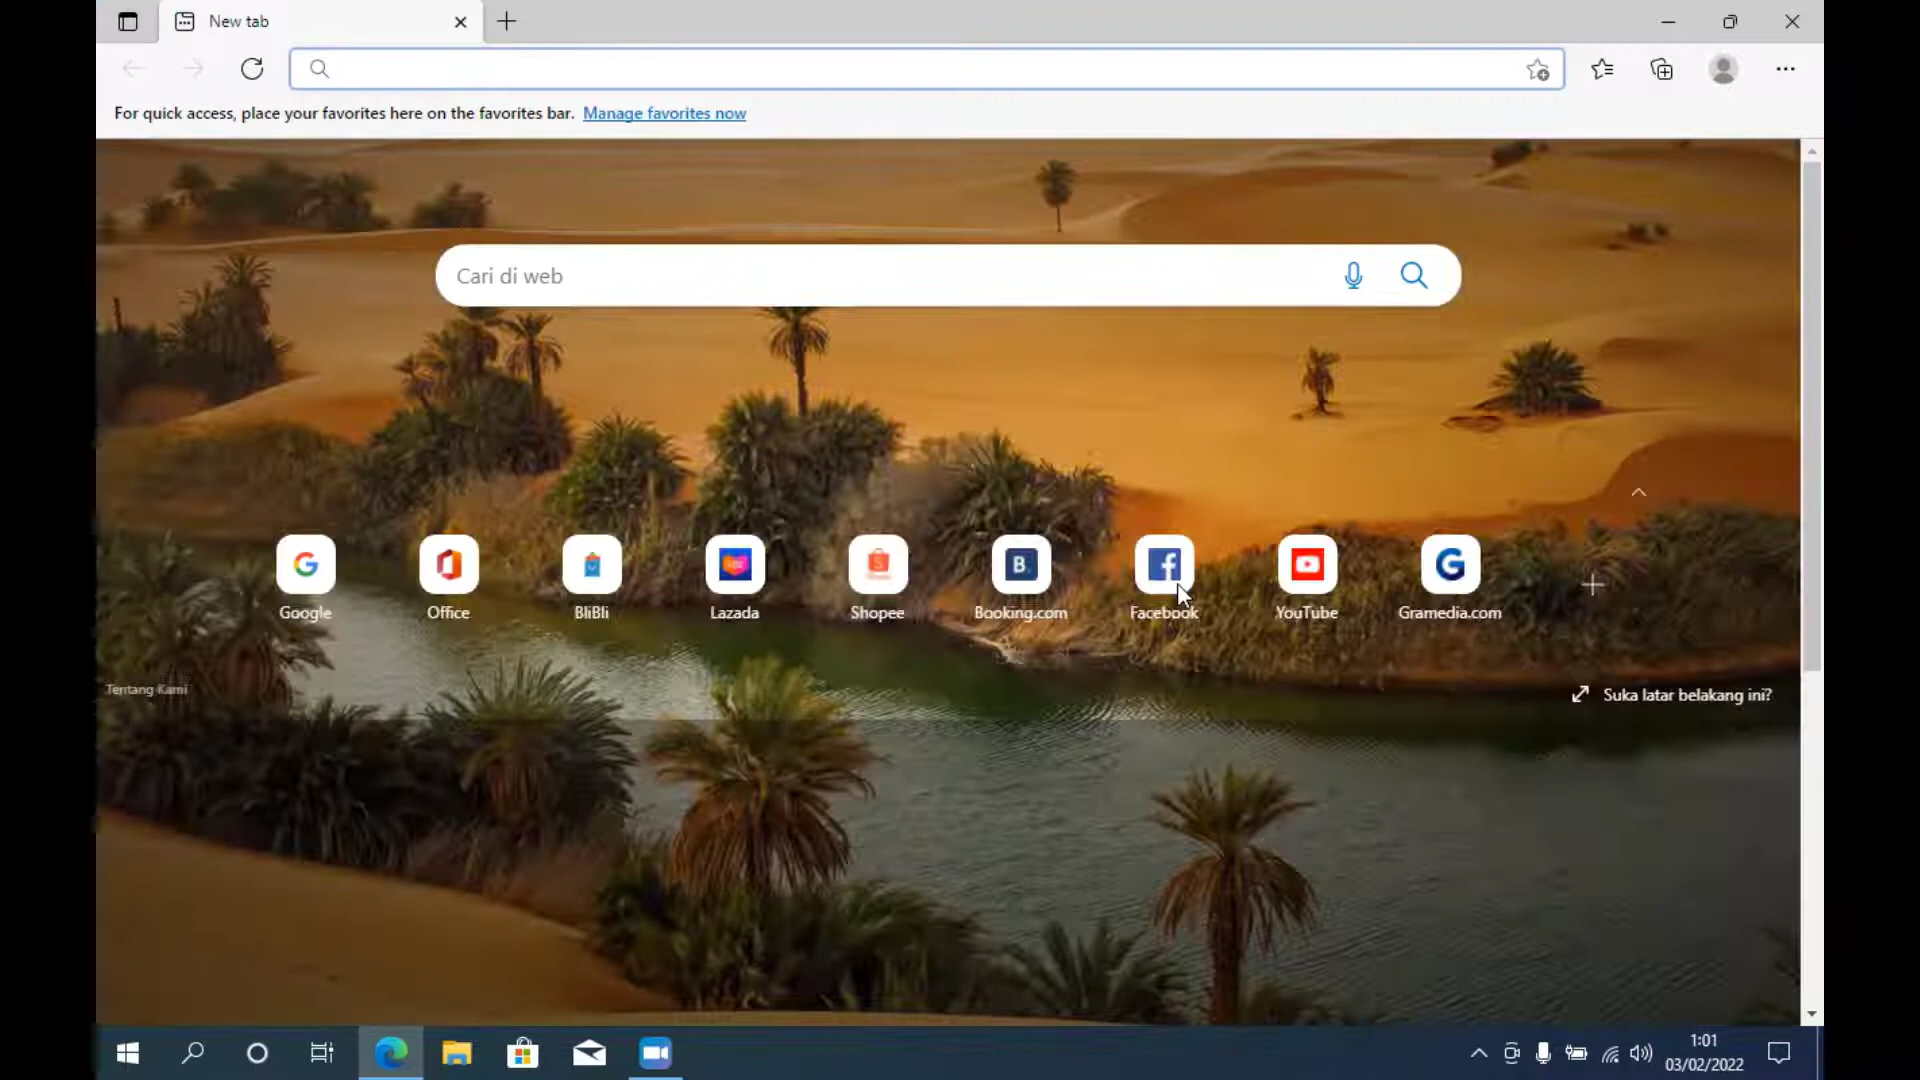 New tab
For quick access, place your favorites here on the favorites bar. Manage favorites now
Cari di web
Google
Office
BliBli
Lazada
Shopee
B.
Booking.com
Facebook
YouTube
Gramedia.com
Tentang Kami
Suka latar belakang ini?
1:01
03/02/2022